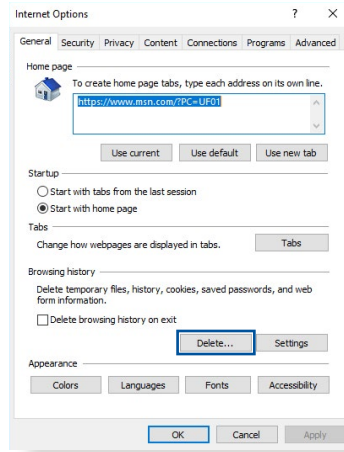 Internet Options ? X
General Security Privacy Content Connections Programs Advanced
Home page
To create home page tabs, type each address on its own line.
https://www.msn.com/?PC=UF01
Use current Use default Use new tab
Startup
Start with tabs from the last session
Start with home page
Tabs
Change how webpages are displayed in tabs. Tabs
Browsing history
Delete temporary files, history, cookies, saved passwords, and web
form information.
Delete browsing history on exit
Delete... Settings
Appearance
Colors Languages Fonts Accessibility
OK Cancel Apply